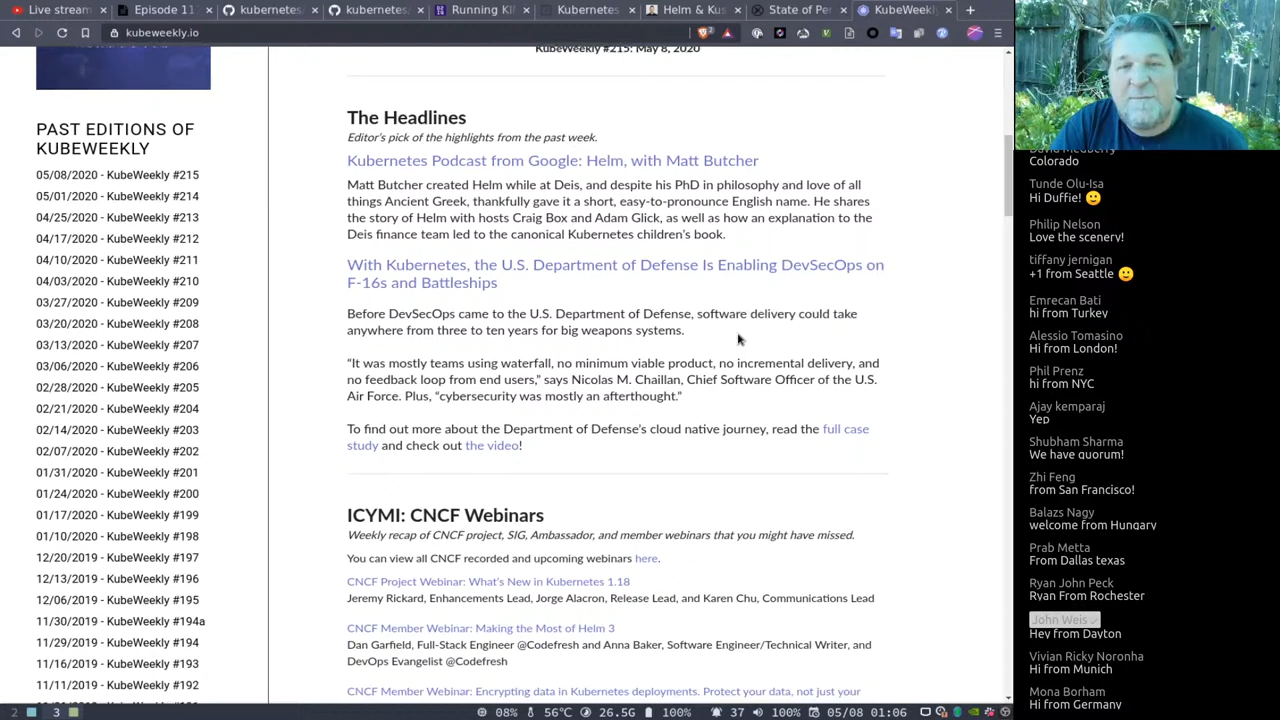 Live stream
Episode 11
kubernetes/
kubernetes/
Running KI
Kubernetes
Helm & Kus
State of Pe
KubeWeekly
kubeweekly.io
KubeWeekly #215: May 8, 2020
PAST EDITIONS OF
KUBEWEEKLY
05/08/2020 - KubeWeekly #215
05/01/2020 - KubeWeekly #214
04/25/2020 - KubeWeekly #213
04/17/2020 - KubeWeekly #212
04/10/2020 - KubeWeekly #211
04/03/2020 - KubeWeekly #210
03/27/2020 - KubeWeekly #209
03/20/2020 - KubeWeekly #208
03/13/2020 - KubeWeekly #207
03/06/2020 - KubeWeekly #206
02/28/2020 - KubeWeekly #205
02/21/2020 - KubeWeekly #204
02/14/2020 - KubeWeekly #203
02/07/2020 - KubeWeekly #202
01/31/2020 - KubeWeekly #201
01/24/2020 - KubeWeekly #200
01/17/2020 - KubeWeekly #199
01/10/2020 - KubeWeekly #198
12/20/2019 - KubeWeekly #197
12/13/2019 - KubeWeekly #196
12/06/2019 - KubeWeekly #195
11/30/2019 - KubeWeekly #194a
11/29/2019 - KubeWeekly #194
11/16/2019 - KubeWeekly #193
11/11/2019 - KubeWeekly #192
The Headlines
Editor's pick of the highlights from the past week.
Kubernetes Podcast from Google: Helm, with Matt Butcher
Matt Butcher created Helm while at Deis, and despite his PhD in philosophy and love of all
things Ancient Greek, thankfully gave it a short, easy-to-pronounce English name. He shares
the story of Helm with hosts Craig Box and Adam Glick, as well as how an explanation to the
Deis finance team led to the canonical Kubernetes children's book.
With Kubernetes, the U.S. Department of Defense Is Enabling DevSecOps on
F-16s and Battleships
Before DevSecOps came to the U.S. Department of Defense, software delivery could take
anywhere from three to ten years for big weapons systems.
“It was mostly teams using waterfall, no minimum viable product, no incremental delivery, and
no feedback loop from end users,” says Nicolas M. Chaillan, Chief Software Officer of the U.S.
Air Force. Plus, “cybersecurity was mostly an afterthought.”
To find out more about the Department of Defense's cloud native journey, read the full case
study and check out the video!
ICYMI: CNCF Webinars
Weekly recap of CNCF project, SIG, Ambassador, and member webinars that you might have missed.
You can view all CNCF recorded and upcoming webinars here.
CNCF Project Webinar: What's New in Kubernetes 1.18
Jeremy Rickard, Enhancements Lead, Jorge Alacron, Release Lead, and Karen Chu, Communications Lead
CNCF Member Webinar: Making the Most of Helm 3
Dan Garfield, Full-Stack Engineer @Codefresh and Anna Baker, Software Engineer/Technical Writer, and
DevOps Evangelist @Codefresh
CNCF Member Webinar: Encrypting data in Kubernetes deployments. Protect your data, not just your
Colorado
Tunde Olu-Isa
Hi Duffie! 🙂
Philip Nelson
Love the scenery!
tiffany jernigan
+1 from Seattle 🙂
Emrecan Bati
hi from Turkey
Alessio Tomasino
Hi from London!
Phil Prenz
hi from NYC
Ajay kemparaj
Yep
Shubham Sharma
We have quorum!
Zhi Feng
from San Francisco!
Balazs Nagy
welcome from Hungary
Prab Metta
From Dallas texas
Ryan John Peck
Ryan From Rochester
John Weis ✓
Hey from Dayton
Vivian Ricky Noronha
Hi from Munich
Mona Borham
Hi from Germany
2 3 08% 56℃ 26.5G 100% 37 100% 05/08 01:06